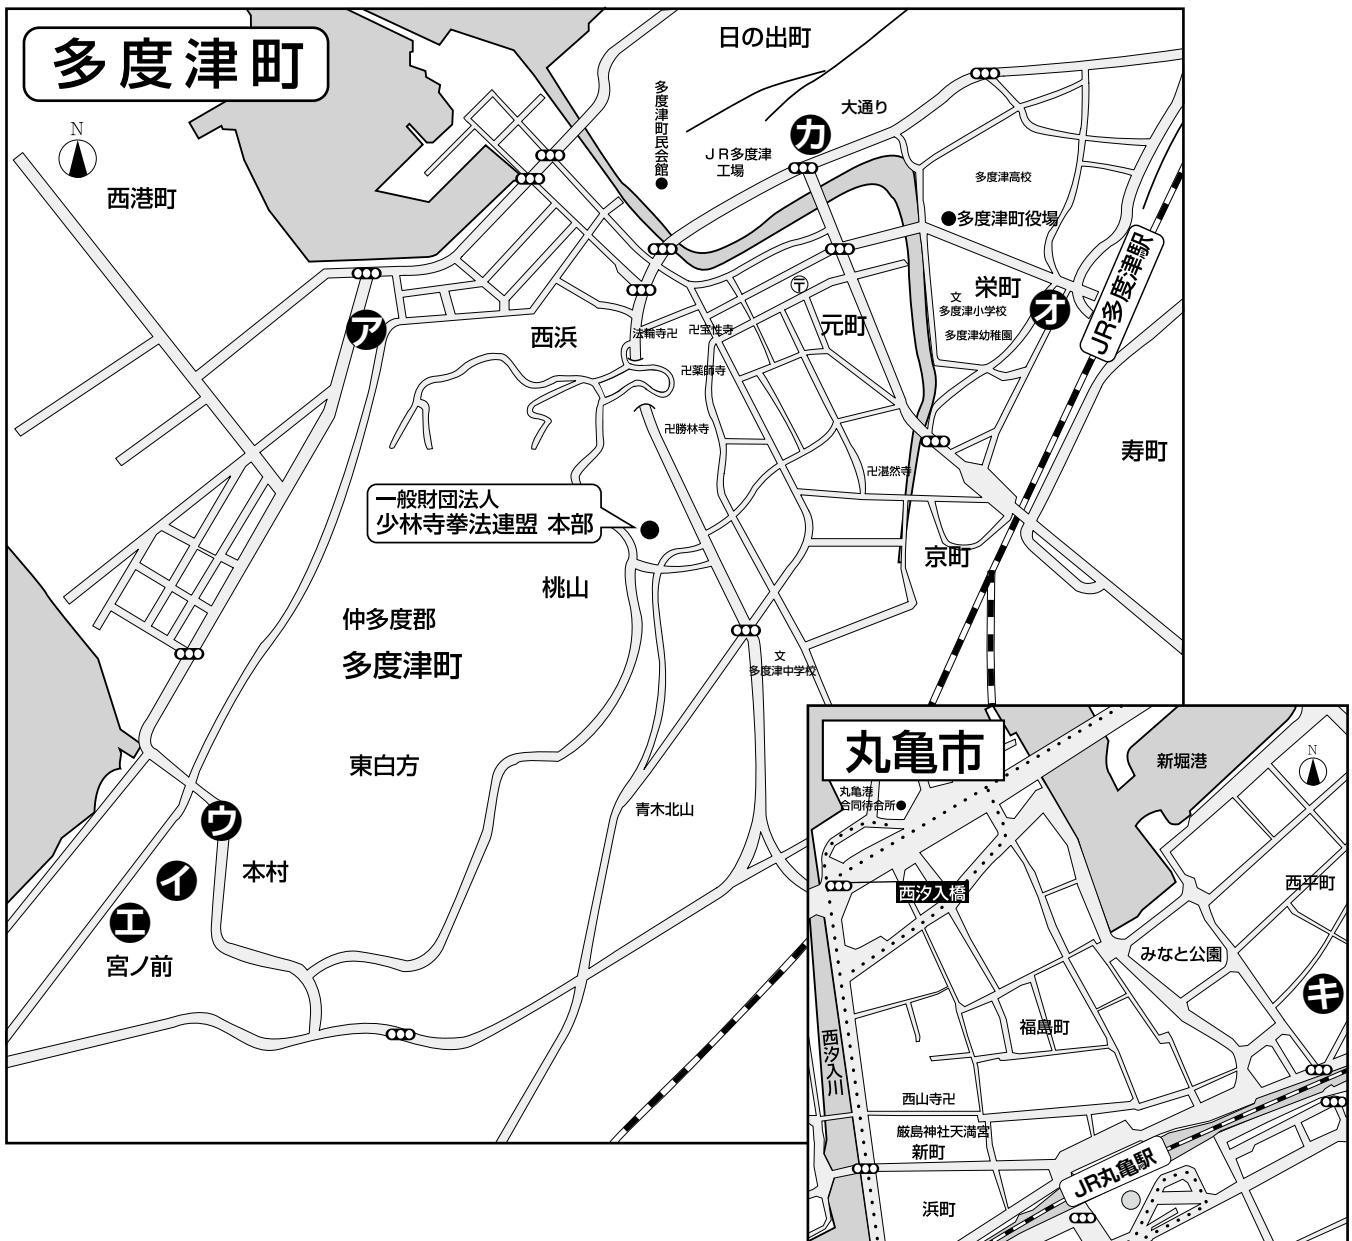 多度津町
N
西港町
日の出町
多度津町民会館
大通り
カ
JR多度津
工場
多度津高校
多度津町役場
JR多度津駅
ア
西浜
栄町
文
多度津小学校
オ
多度津幼稚園
〒
元町
法輪寺卍
卍宝性寺
卍薬師寺
卍勝林寺
卍湛然寺
寿町
一般財団法人
少林寺拳法連盟 本部
京町
桃山
仲多度郡
多度津町
文
多度津中学校
東白方
青木北山
ウ
本村
イ
エ
宮ノ前
丸亀市
新堀港
N
丸亀港
合同待合所
西汐入橋
西平町
みなと公園
キ
福島町
西汐入川
西山寺卍
厳島神社天満宮
新町
JR丸亀駅
浜町